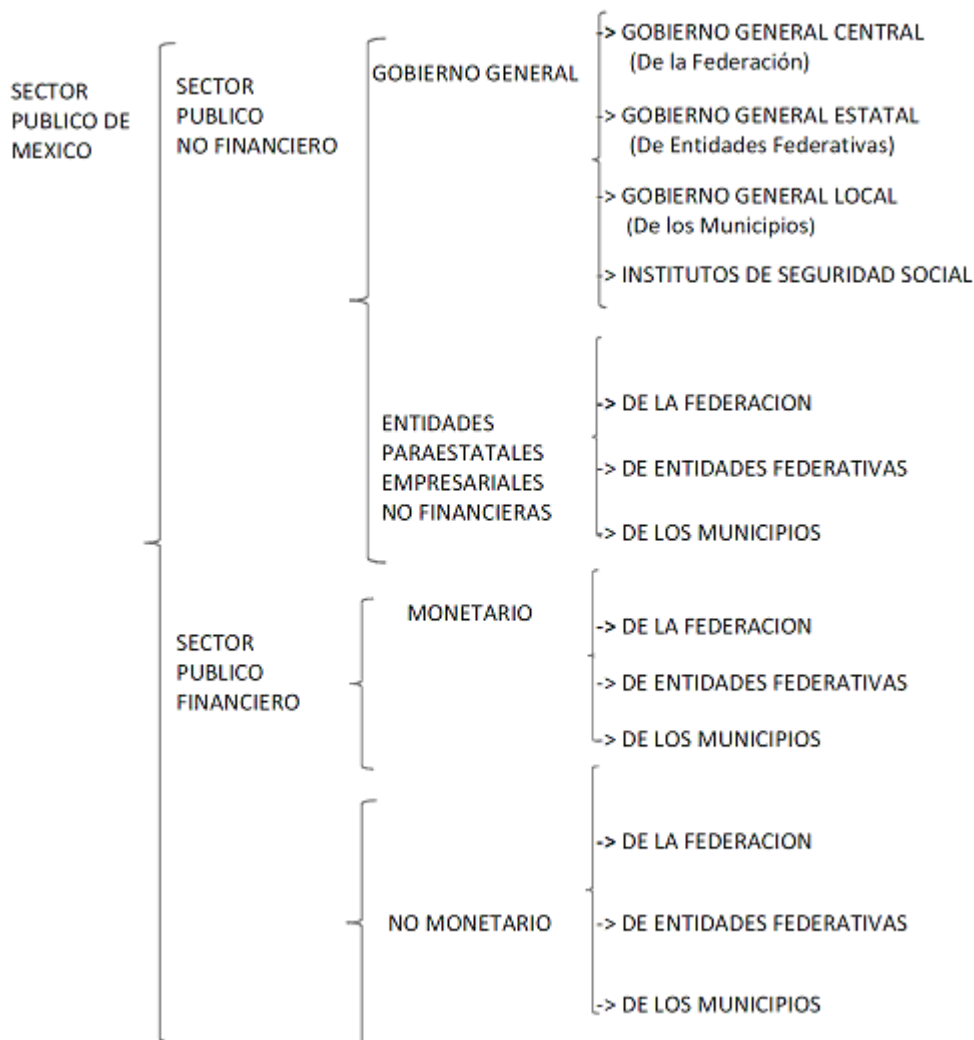 SECTOR
PUBLICO DE
MEXICO
SECTOR
PUBLICO
NO FINANCIERO
GOBIERNO GENERAL
-> GOBIERNO GENERAL CENTRAL
(De la Federación)
-> GOBIERNO GENERAL ESTATAL
(De Entidades Federativas)
-> GOBIERNO GENERAL LOCAL
(De los Municipios)
-> INSTITUTOS DE SEGURIDAD SOCIAL
ENTIDADES
PARAESTATALES
EMPRESARIALES
NO FINANCIERAS
-> DE LA FEDERACION
-> DE ENTIDADES FEDERATIVAS
-> DE LOS MUNICIPIOS
SECTOR
PUBLICO
FINANCIERO
MONETARIO
-> DE LA FEDERACION
-> DE ENTIDADES FEDERATIVAS
-> DE LOS MUNICIPIOS
NO MONETARIO
-> DE LA FEDERACION
-> DE ENTIDADES FEDERATIVAS
-> DE LOS MUNICIPIOS